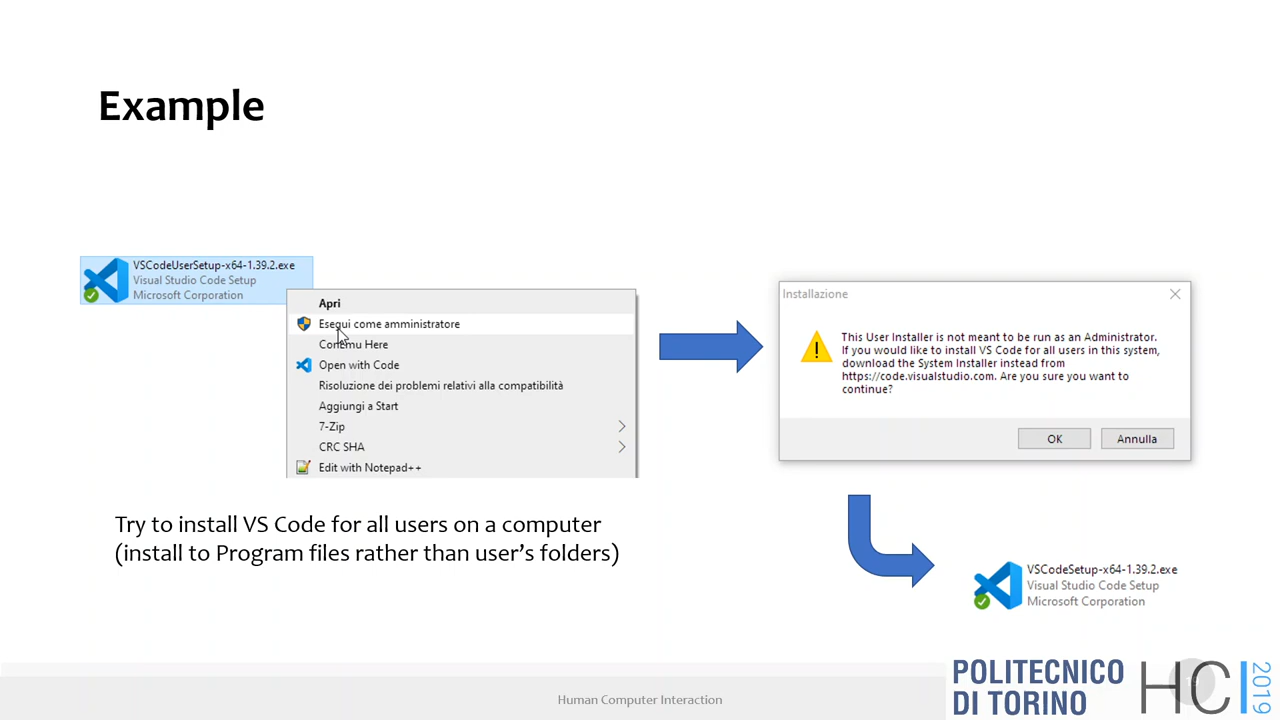 Example
VSCodeUserSetup-x64-1.39.2.exe
Visual Studio Code Setup
Microsoft Corporation
Apri
Esegui come amministratore
Contenu Here
Open with Code
Risoluzione dei problemi relativi alla compatibilità
Aggiungi a Start
7-Zip
CRC SHA
Edit with Notepad++
Installazione
This User Installer is not meant to be run as an Administrator.
If you would like to install VS Code for all users in this system,
download the System Installer instead from
https://code.visualstudio.com. Are you sure you want to
continue?
OK
Annulla
Try to install VS Code for all users on a computer
(install to Program files rather than user's folders)
VSCodeSetup-x64-1.39.2.exe
Visual Studio Code Setup
Microsoft Corporation
Human Computer Interaction
POLITECNICO
DI TORINO
HCI
2019